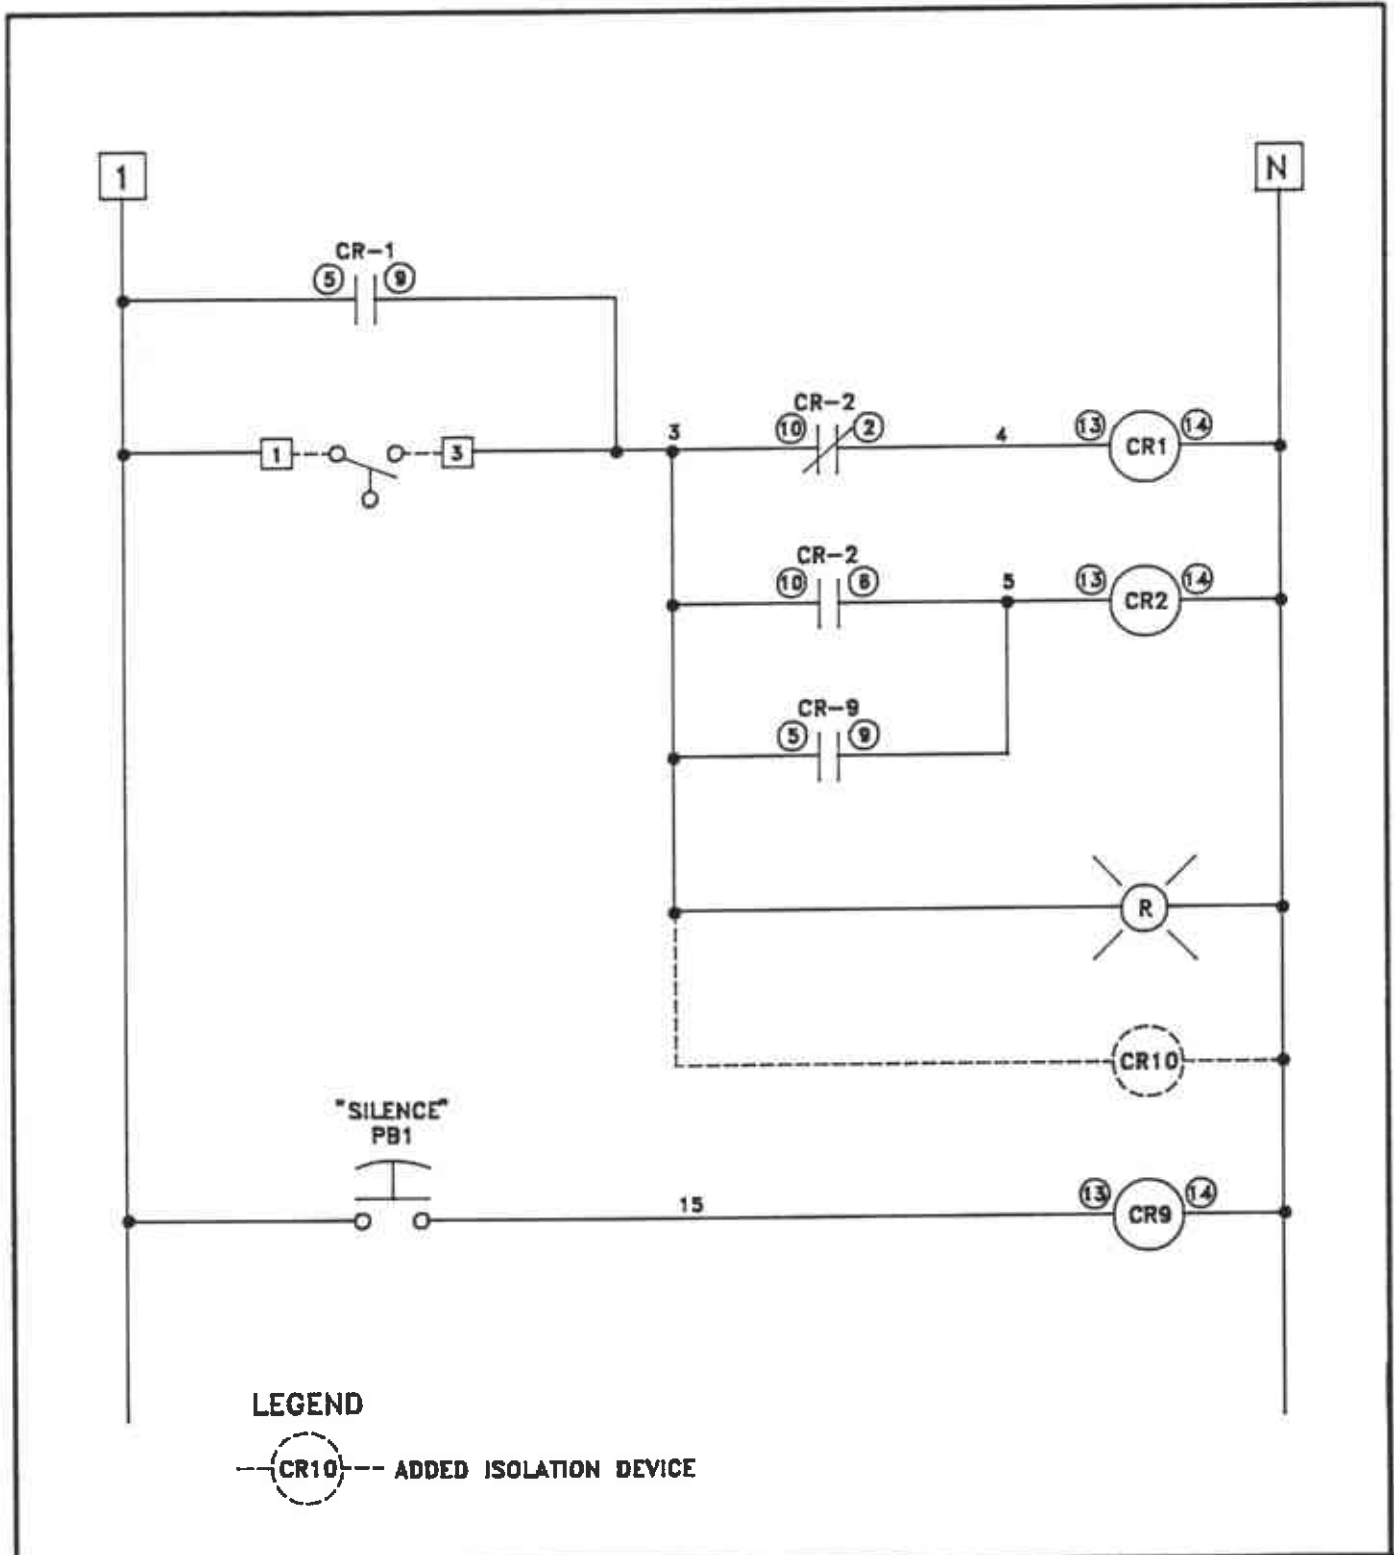 1 N
CR-1
5 9
1 3
3
CR-2
10 2
4
13 CR1 14
CR-2
10 6
5
13 CR2 14
CR-9
5 9
R
CR10
"SILENCE"
PB1
15
13 CR9 14
LEGEND
CR10 ADDED ISOLATION DEVICE